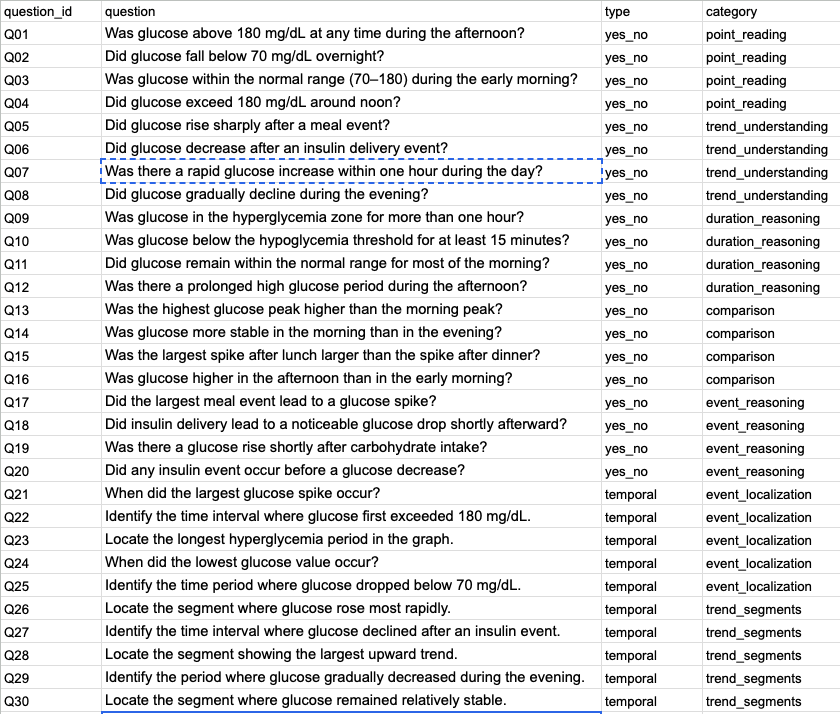 question_id question type category
Q01 Was glucose above 180 mg/dL at any time during the afternoon? yes_no point_reading
Q02 Did glucose fall below 70 mg/dL overnight? yes_no point_reading
Q03 Was glucose within the normal range (70–180) during the early morning? yes_no point_reading
Q04 Did glucose exceed 180 mg/dL around noon? yes_no point_reading
Q05 Did glucose rise sharply after a meal event? yes_no trend_understanding
Q06 Did glucose decrease after an insulin delivery event? yes_no trend_understanding
Q07 Was there a rapid glucose increase within one hour during the day? yes_no trend_understanding
Q08 Did glucose gradually decline during the evening? yes_no trend_understanding
Q09 Was glucose in the hyperglycemia zone for more than one hour? yes_no duration_reasoning
Q10 Was glucose below the hypoglycemia threshold for at least 15 minutes? yes_no duration_reasoning
Q11 Did glucose remain within the normal range for most of the morning? yes_no duration_reasoning
Q12 Was there a prolonged high glucose period during the afternoon? yes_no duration_reasoning
Q13 Was the highest glucose peak higher than the morning peak? yes_no comparison
Q14 Was glucose more stable in the morning than in the evening? yes_no comparison
Q15 Was the largest spike after lunch larger than the spike after dinner? yes_no comparison
Q16 Was glucose higher in the afternoon than in the early morning? yes_no comparison
Q17 Did the largest meal event lead to a glucose spike? yes_no event_reasoning
Q18 Did insulin delivery lead to a noticeable glucose drop shortly afterward? yes_no event_reasoning
Q19 Was there a glucose rise shortly after carbohydrate intake? yes_no event_reasoning
Q20 Did any insulin event occur before a glucose decrease? yes_no event_reasoning
Q21 When did the largest glucose spike occur? temporal event_localization
Q22 Identify the time interval where glucose first exceeded 180 mg/dL. temporal event_localization
Q23 Locate the longest hyperglycemia period in the graph. temporal event_localization
Q24 When did the lowest glucose value occur? temporal event_localization
Q25 Identify the time period where glucose dropped below 70 mg/dL. temporal event_localization
Q26 Locate the segment where glucose rose most rapidly. temporal trend_segments
Q27 Identify the time interval where glucose declined after an insulin event. temporal trend_segments
Q28 Locate the segment showing the largest upward trend. temporal trend_segments
Q29 Identify the period where glucose gradually decreased during the evening. temporal trend_segments
Q30 Locate the segment where glucose remained relatively stable. temporal trend_segments